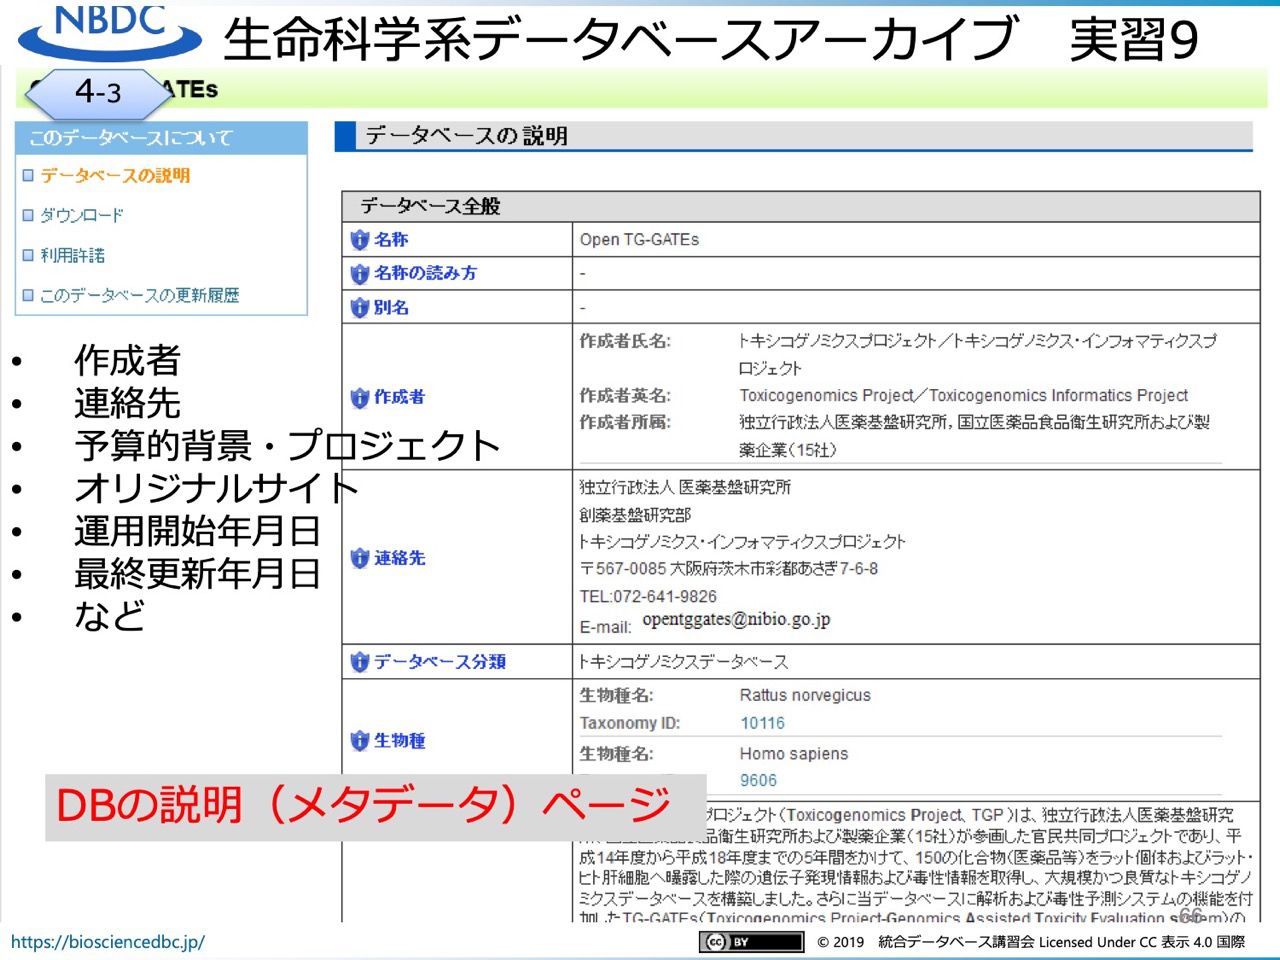 NBDC
生命科学系データベースアーカイブ　実習9
4-3
ATEs
このデータベースについて
データベースの説明
ダウンロード
利用許諾
このデータベースの更新履歴
• 作成者
• 連絡先
• 予算的背景・プロジェクト
• オリジナルサイト
• 運用開始年月日
• 最終更新年月日
• など
データベースの説明
データベース全般
名称 Open TG-GATEs
名称の読み方 -
別名 -
作成者
作成者氏名: トキシコゲノミクスプロジェクト／トキシコゲノミクス・インフォマティクスプ
ロジェクト
作成者英名: Toxicogenomics Project／Toxicogenomics Informatics Project
作成者所属: 独立行政法人医薬基盤研究所, 国立医薬品食品衛生研究所および製
薬企業（15社）
連絡先
独立行政法人 医薬基盤研究所
創薬基盤研究部
トキシコゲノミクス・インフォマティクスプロジェクト
〒567-0085 大阪府茨木市彩都あさぎ7-6-8
TEL:072-641-9826
E-mail: opentggates@nibio.go.jp
データベース分類 トキシコゲノミクスデータベース
生物種
生物種名: Rattus norvegicus
Taxonomy ID: 10116
生物種名: Homo sapiens
9606
DBの説明（メタデータ）ページ
プロジェクト（Toxicogenomics Project, TGP）は、独立行政法人医薬基盤研究
品衛生研究所および製薬企業（15社）が参画した官民共同プロジェクトであり、平
成14年度から平成18年度までの5年間をかけて、150の化合物（医薬品等）をラット個体およびラット・
ヒト肝細胞へ曝露した際の遺伝子発現情報および毒性情報を取得し、大規模かつ良質なトキシコゲノ
ミクスデータベースを構築しました。さらに当データベースに解析および毒性予測システムの機能を付
加したTG-GATEs（Toxicogenomics Project-Genomics Assisted Toxicity Evaluation system）の
66
https://biosciencedbc.jp/
cc BY
© 2019　統合データベース講習会 Licensed Under CC 表示 4.0 国際